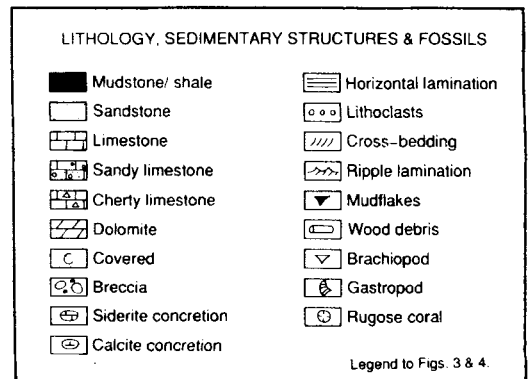 LITHOLOGY, SEDIMENTARY STRUCTURES & FOSSILS
Mudstone/ shale
Sandstone
Limestone
Sandy limestone
Cherty limestone
Dolomite
C Covered
Breccia
Siderite concretion
Calcite concretion
Horizontal lamination
Lithoclasts
Cross-bedding
Ripple lamination
Mudflakes
Wood debris
Brachiopod
Gastropod
Rugose coral
Legend to Figs. 3 & 4.